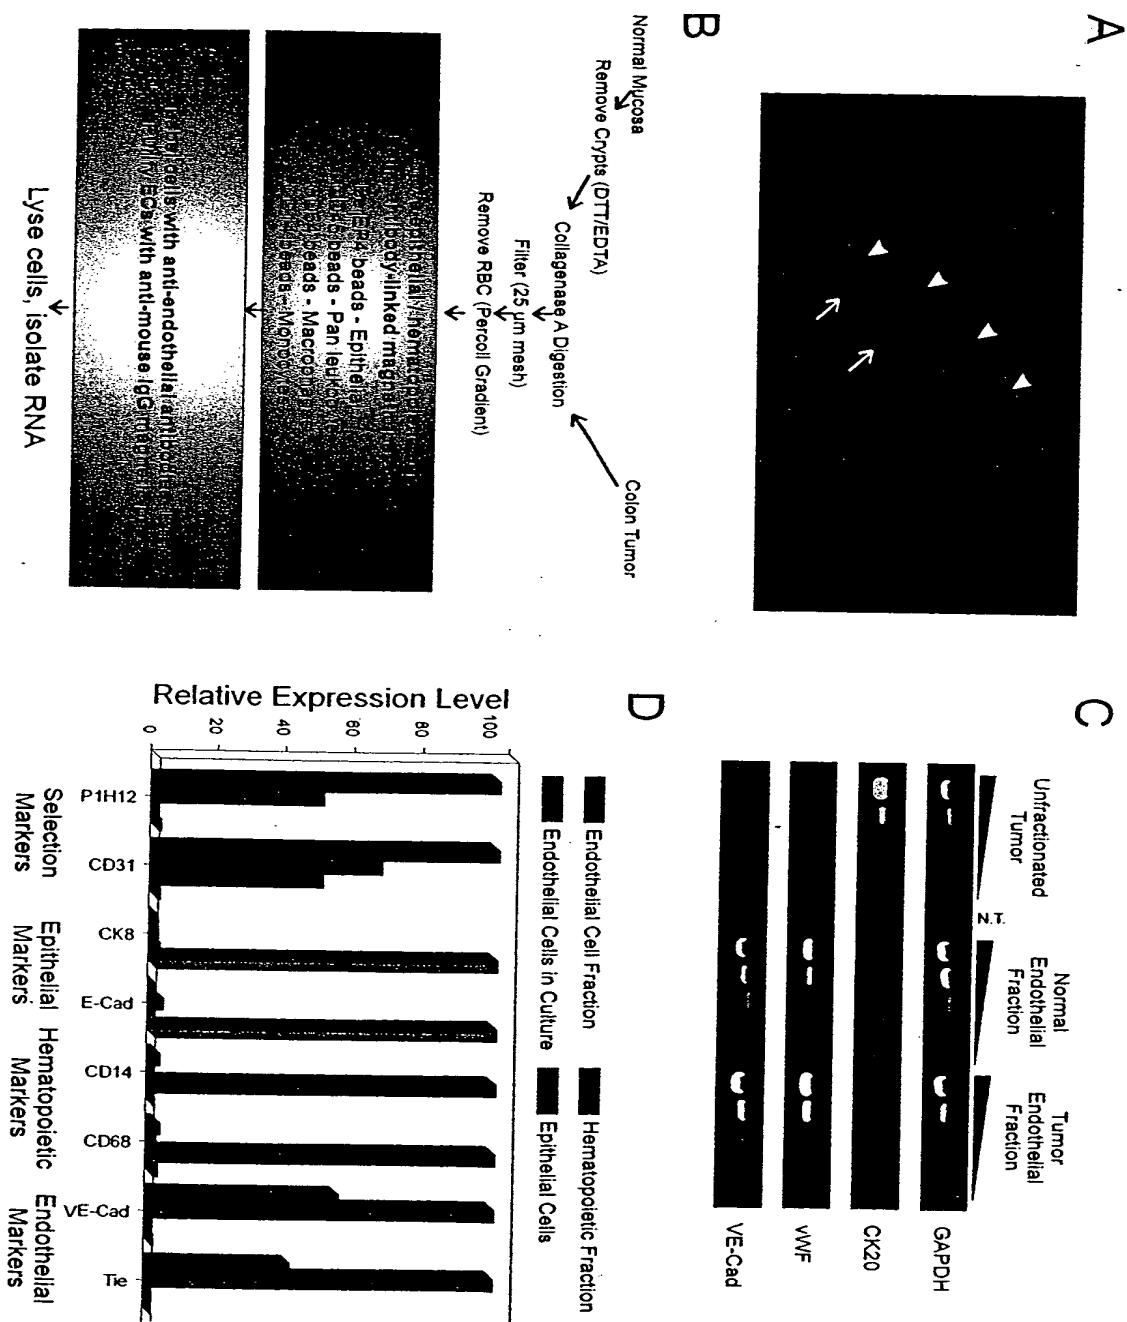 A
B
Normal Mucosa
Colon Tumor
Remove Crypts (DTT/EDTA)
Collagenase A Digestion
Filter (25 µm mesh)
Remove RBC (Percoll Gradient)
beads - Epithelial
beads - Pan
beads -
beads -
cells with anti-endothelial
ECs with anti-mouse IgG
Lyse cells, isolate RNA
C
Unfractionated
Tumor
N.T.
Normal
Endothelial
Fraction
Tumor
Endothelial
Fraction
GAPDH
CK20
vWF
VE-Cad
D
Endothelial Cell Fraction
Hematopoietic Fraction
Endothelial Cells in Culture
Epithelial Cells
Relative Expression Level
100
80
60
40
20
0
P1H12
CD31
CK8
E-Cad
CD14
CD68
VE-Cad
Tie
Selection
Markers
Epithelial
Markers
Hematopoietic
Markers
Endothelial
Markers